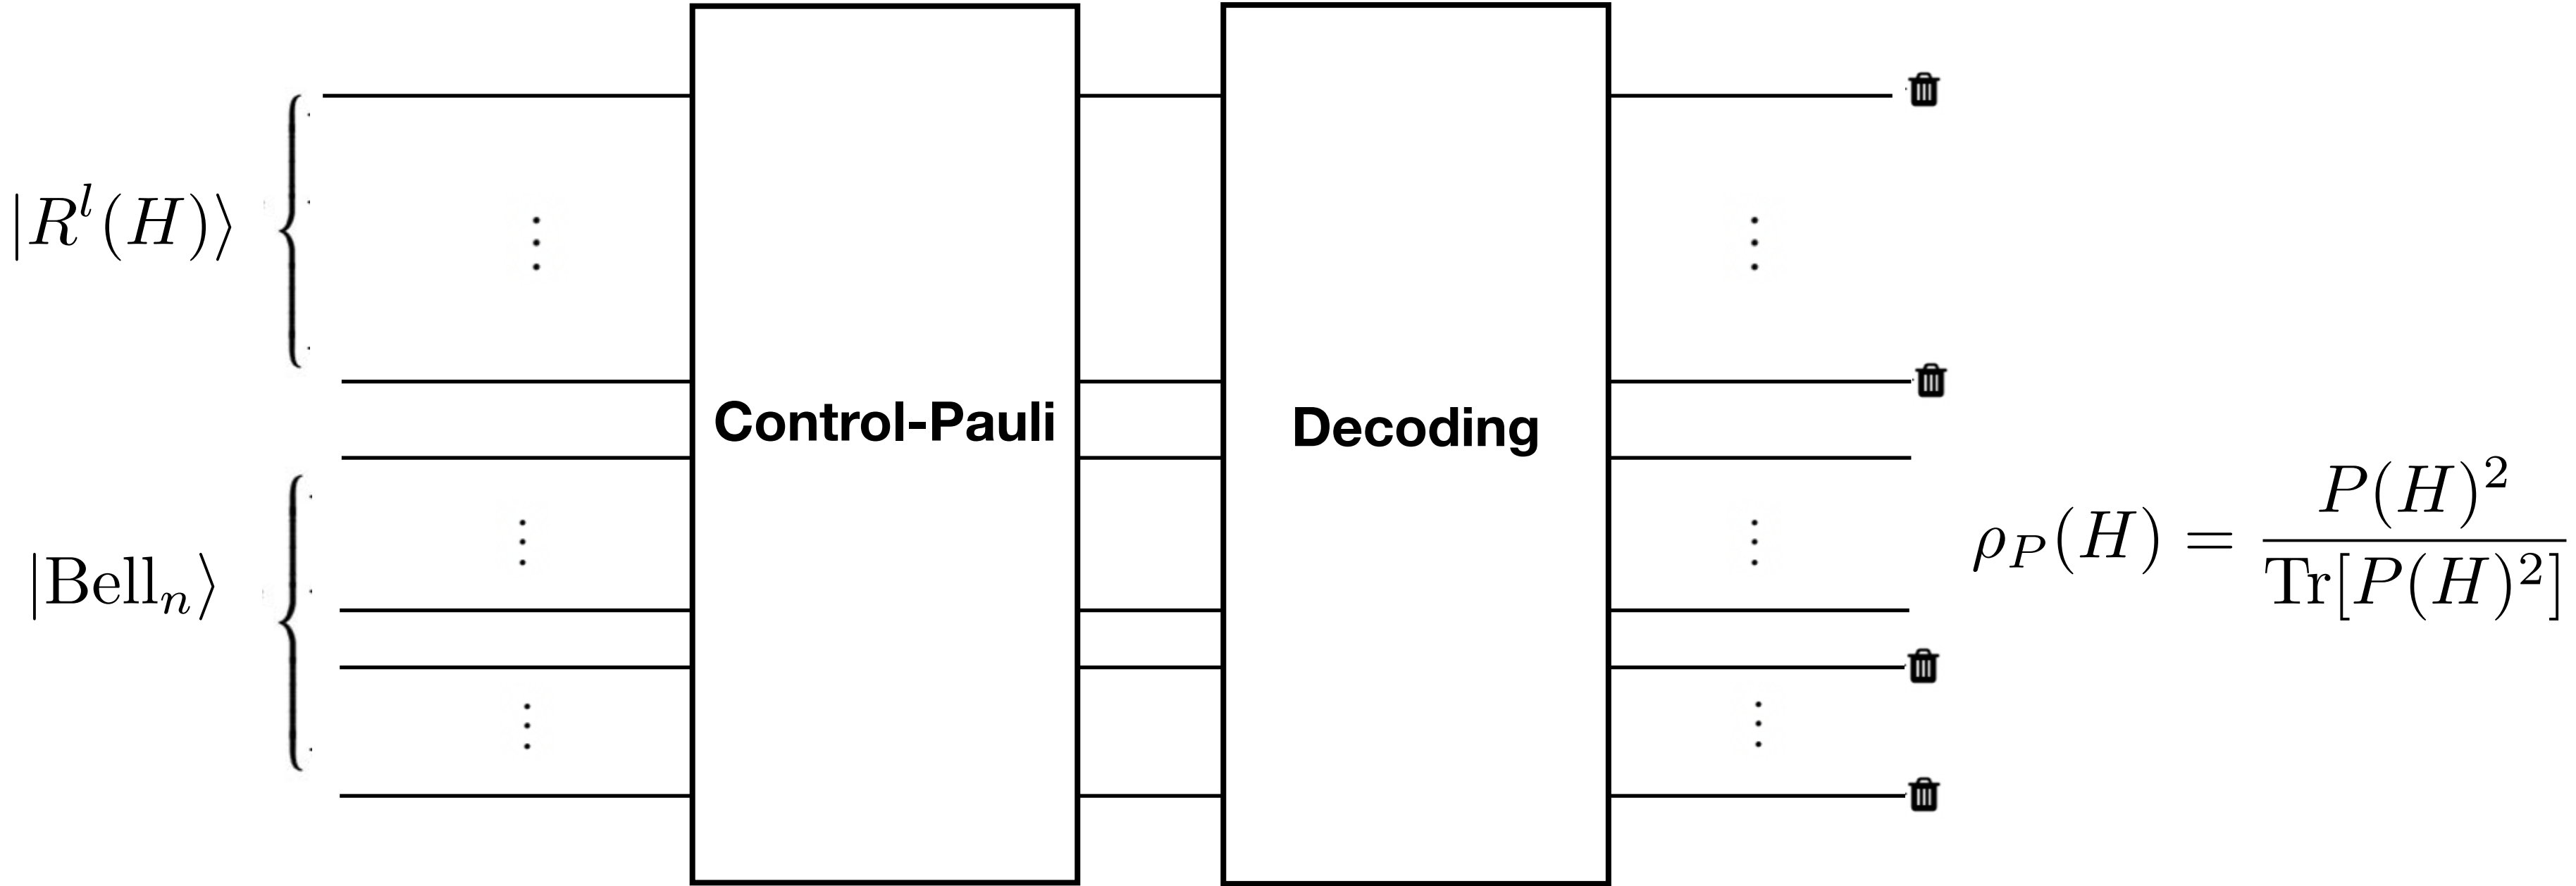 |R^l(H)⟩
Control-Pauli
Decoding
|Bell_n⟩
ρ_P(H) = P(H)^2 / Tr[P(H)^2]